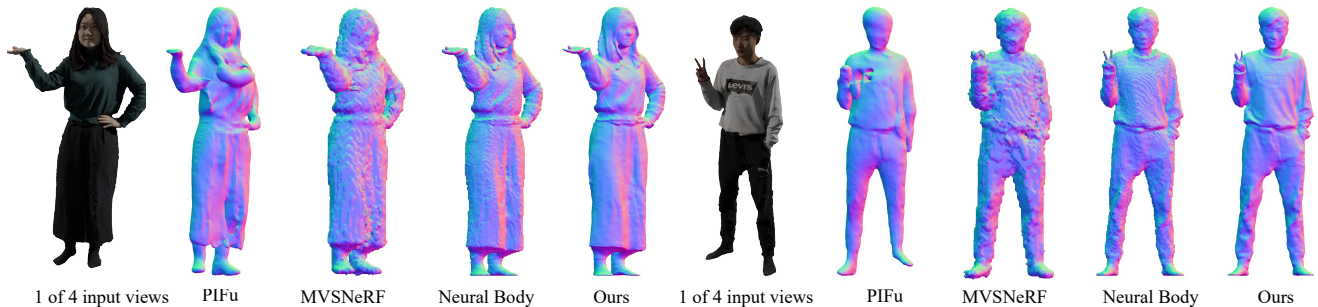 LEVI'S
1 of 4 input views PIFu MVSNeRF Neural Body Ours 1 of 4 input views PIFu MVSNeRF Neural Body Ours